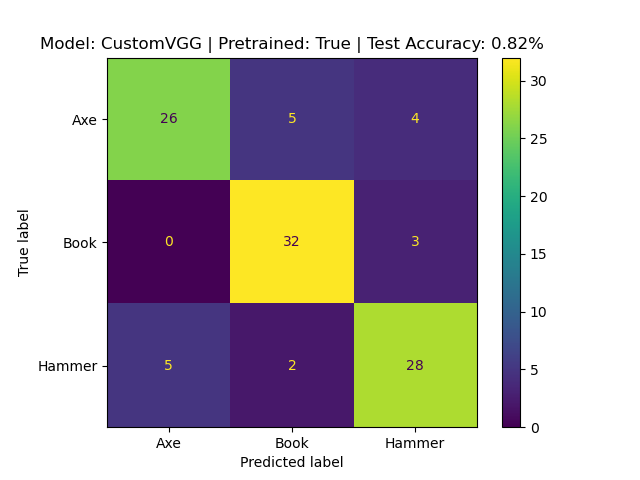 Model: CustomVGG | Pretrained: True | Test Accuracy: 0.82%
Axe 26 5 4
Book 0 32 3
Hammer 5 2 28
Axe Book Hammer
Predicted label
True label
30
25
20
15
10
5
0